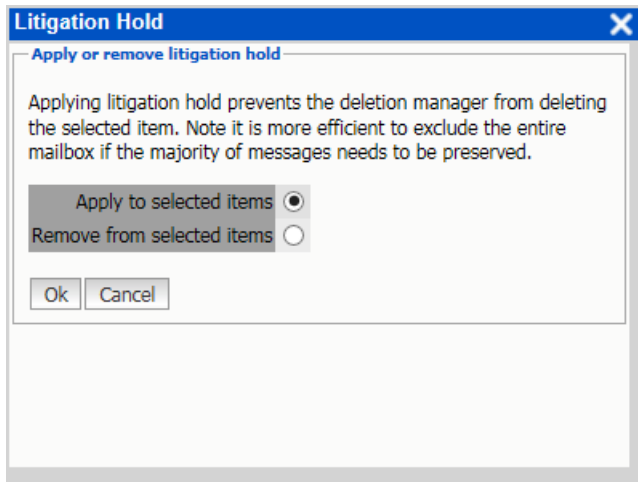 Litigation Hold
Apply or remove litigation hold
Applying litigation hold prevents the deletion manager from deleting
the selected item. Note it is more efficient to exclude the entire
mailbox if the majority of messages needs to be preserved.
Apply to selected items
Remove from selected items
Ok Cancel